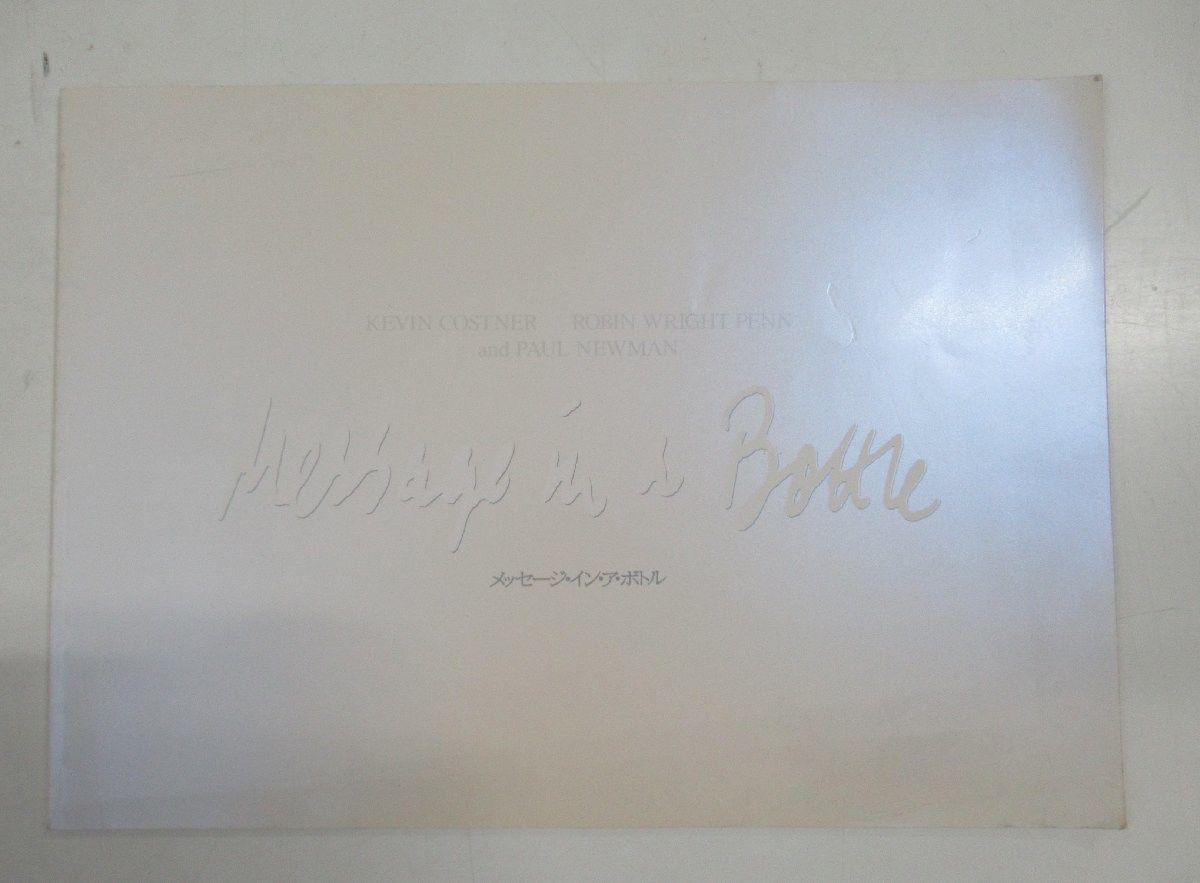 KEVIN COSTNER ROBIN WRIGHT PENN
and PAUL NEWMAN
Message in a Bottle
メッセージ・イン・ア・ボトル